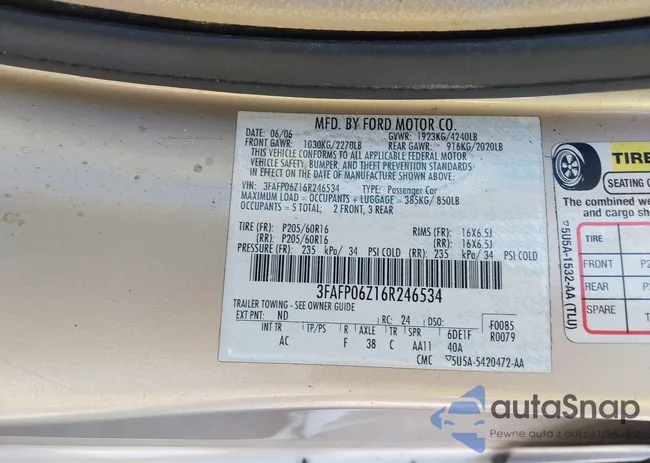 MFD. BY FORD MOTOR CO.
DATE: 06/06 GVWR: 1923KG/4240LB
FRONT GAWR: 1030KG/2270LB REAR GAWR: 916KG/2020LB
THIS VEHICLE CONFORMS TO ALL APPLICABLE FEDERAL MOTOR
VEHICLE SAFETY, BUMPER, AND THEFT PREVENTION STANDARDS
IN EFFECT ON THE DATE OF MANUFACTURE SHOWN ABOVE.
VIN: 3FAFP06Z16R246534 TYPE: Passenger Car
MAXIMUM LOAD = OCCUPANTS + LUGGAGE = 385KG/ 850LB
OCCUPANTS = 5 TOTAL; 2 FRONT, 3 REAR
TIRE (FR): P205/60R16 RIMS (FR): 16X6.5J
(RR): P205/60R16 (RR): 16X6.5J
PRESSURE (FR): 235 kPa/ 34 PSI COLD (RR): 235 kPa/ 34 PSI COLD
3FAFP06Z16R246534
TRAILER TOWING - SEE OWNER GUIDE
EXT PNT: ND RC: 24 DSO: F0085
INT TR TP/PS R AXLE TR SPR 6DE1F R0079
AC F 38 C AA11 40A
CMC ▽5U5A-5420472-AA
TIRE
SEATING
The combined we
and cargo sh
TIRE
FRONT P2
REAR P
SPARE T
▽5U5A-1532-AA (TLU)
autaSnap
Pewne auta z aukcji USA, EU